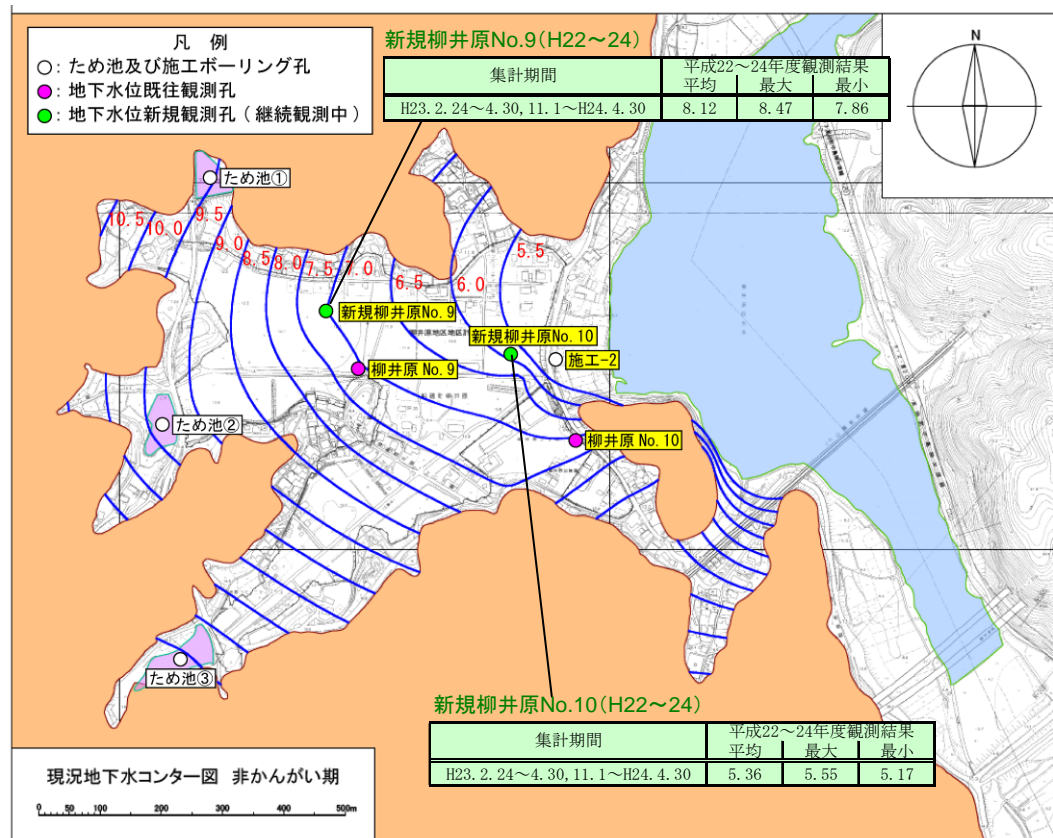 凡 例
○：ため池及び施工ボーリング孔
●：地下水位既往観測孔
●：地下水位新規観測孔（継続観測中）
新規柳井原No.9(H22～24)
集計期間 平成22～24年度観測結果
平均 最大 最小
H23.2.24～4.30,11.1～H24.4.30 8.12 8.47 7.86
N
ため池①
10.5 10.0 9.5 9.0 8.5 8.0 7.5 7.0 6.5 6.0 5.5
新規柳井原No.9
新規柳井原No.10
施工-2
柳井原No.9
ため池②
柳井原No.10
ため池③
新規柳井原No.10(H22～24)
集計期間 平成22～24年度観測結果
平均 最大 最小
H23.2.24～4.30,11.1～H24.4.30 5.36 5.55 5.17
現況地下水コンター図 非かんがい期
0 50 100 200 300 400 500m